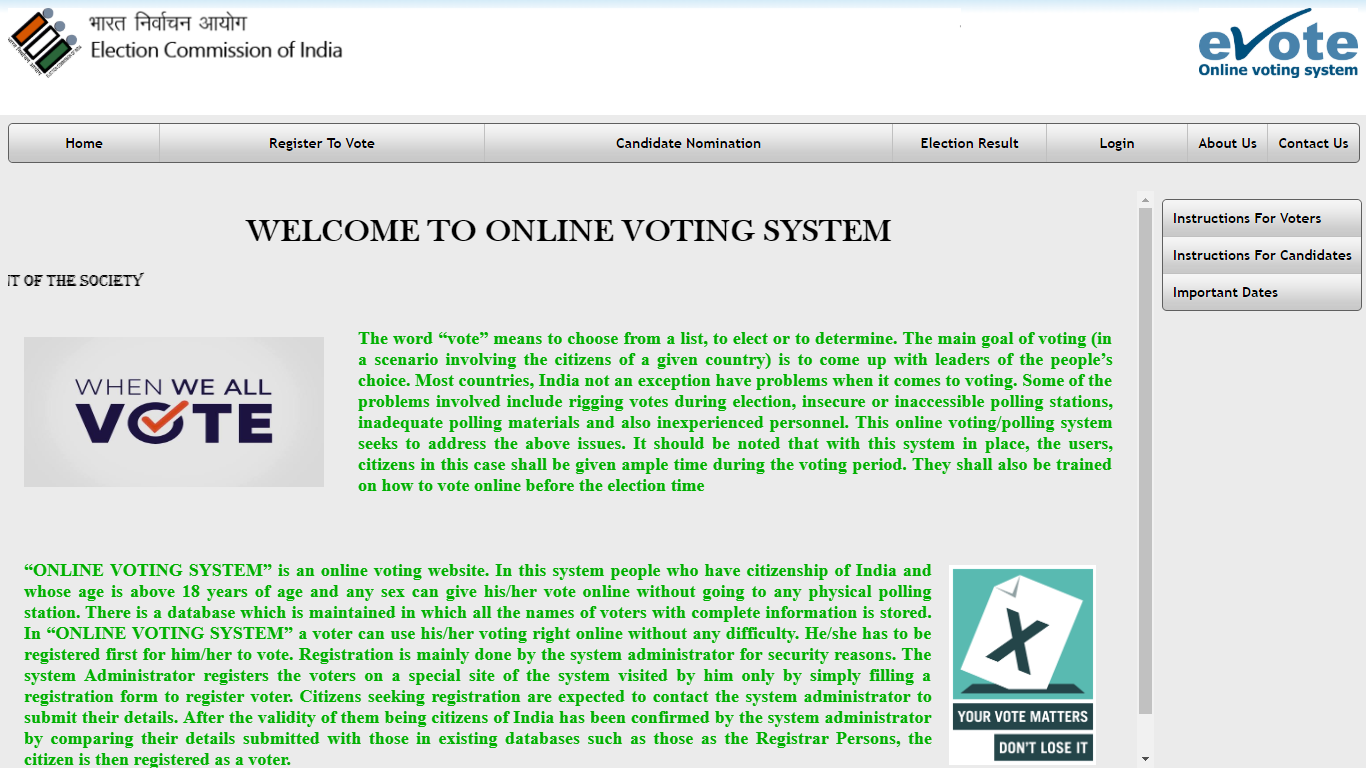 भारत निर्वाचन आयोग
Election Commission of India
evote
Online voting system
Home
Register To Vote
Candidate Nomination
Election Result
Login
About Us
Contact Us
WELCOME TO ONLINE VOTING SYSTEM
Instructions For Voters
Instructions For Candidates
Important Dates
OF THE SOCIETY
WHEN WE ALL
VOTE
The word “vote” means to choose from a list, to elect or to determine. The main goal of voting (in
a scenario involving the citizens of a given country) is to come up with leaders of the people’s
choice. Most countries, India not an exception have problems when it comes to voting. Some of the
problems involved include rigging votes during election, insecure or inaccessible polling stations,
inadequate polling materials and also inexperienced personnel. This online voting/polling system
seeks to address the above issues. It should be noted that with this system in place, the users,
citizens in this case shall be given ample time during the voting period. They shall also be trained
on how to vote online before the election time
“ONLINE VOTING SYSTEM” is an online voting website. In this system people who have citizenship of India and
whose age is above 18 years of age and any sex can give his/her vote online without going to any physical polling
station. There is a database which is maintained in which all the names of voters with complete information is stored.
In “ONLINE VOTING SYSTEM” a voter can use his/her voting right online without any difficulty. He/she has to be
registered first for him/her to vote. Registration is mainly done by the system administrator for security reasons. The
system Administrator registers the voters on a special site of the system visited by him only by simply filling a
registration form to register voter. Citizens seeking registration are expected to contact the system administrator to
submit their details. After the validity of them being citizens of India has been confirmed by the system administrator
by comparing their details submitted with those in existing databases such as those as the Registrar Persons, the
citizen is then registered as a voter.
X
YOUR VOTE MATTERS
DON'T LOSE IT